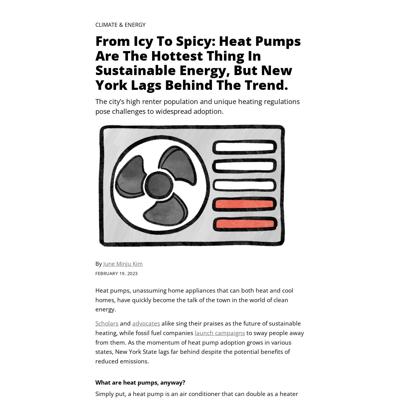 CLIMATE & ENERGY
From Icy To Spicy: Heat Pumps
Are The Hottest Thing In
Sustainable Energy, But New
York Lags Behind The Trend.
The city's high renter population and unique heating regulations
pose challenges to widespread adoption.
By June Minju Kim
FEBRUARY 19, 2023
Heat pumps, unassuming home appliances that can both heat and cool
homes, have quickly become the talk of the town in the world of clean
energy.
Scholars and advocates alike sing their praises as the future of sustainable
heating, while fossil fuel companies launch campaigns to sway people away
from them. As the momentum of heat pump adoption grows in various
states, New York State lags far behind despite the potential benefits of
reduced emissions.
What are heat pumps, anyway?
Simply put, a heat pump is an air conditioner that can double as a heater